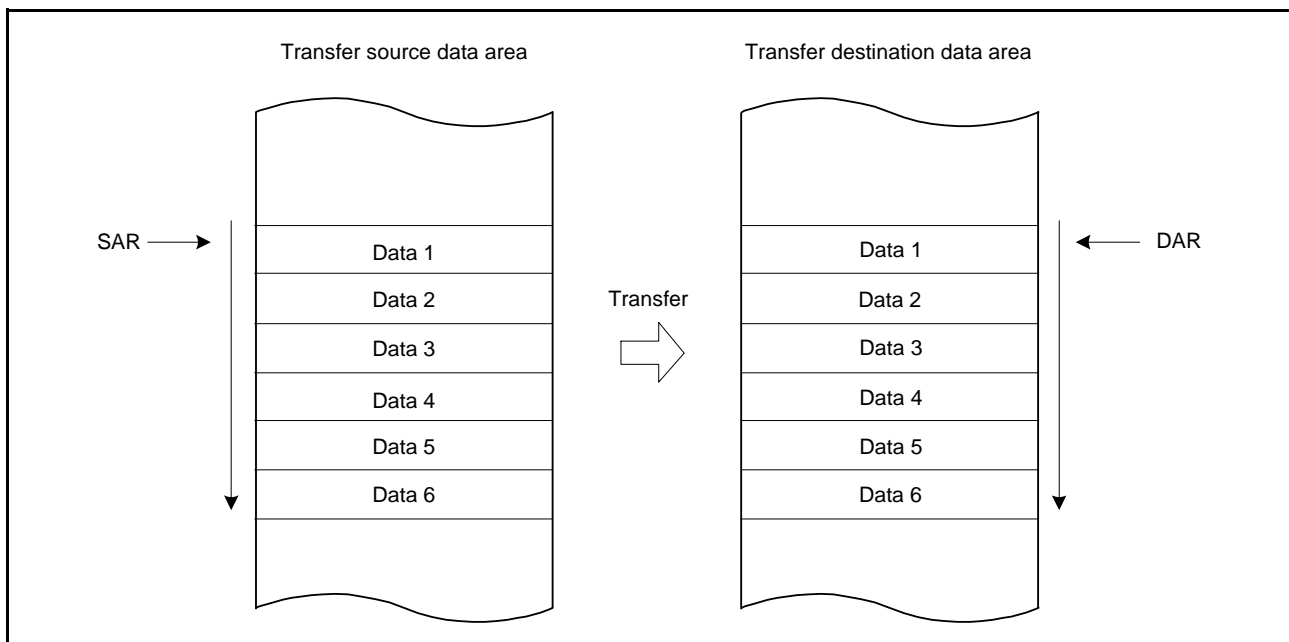 Transfer source data area
Transfer destination data area
SAR
Data 1
Data 2
Data 3
Data 4
Data 5
Data 6
Transfer
Data 1
Data 2
Data 3
Data 4
Data 5
Data 6
DAR